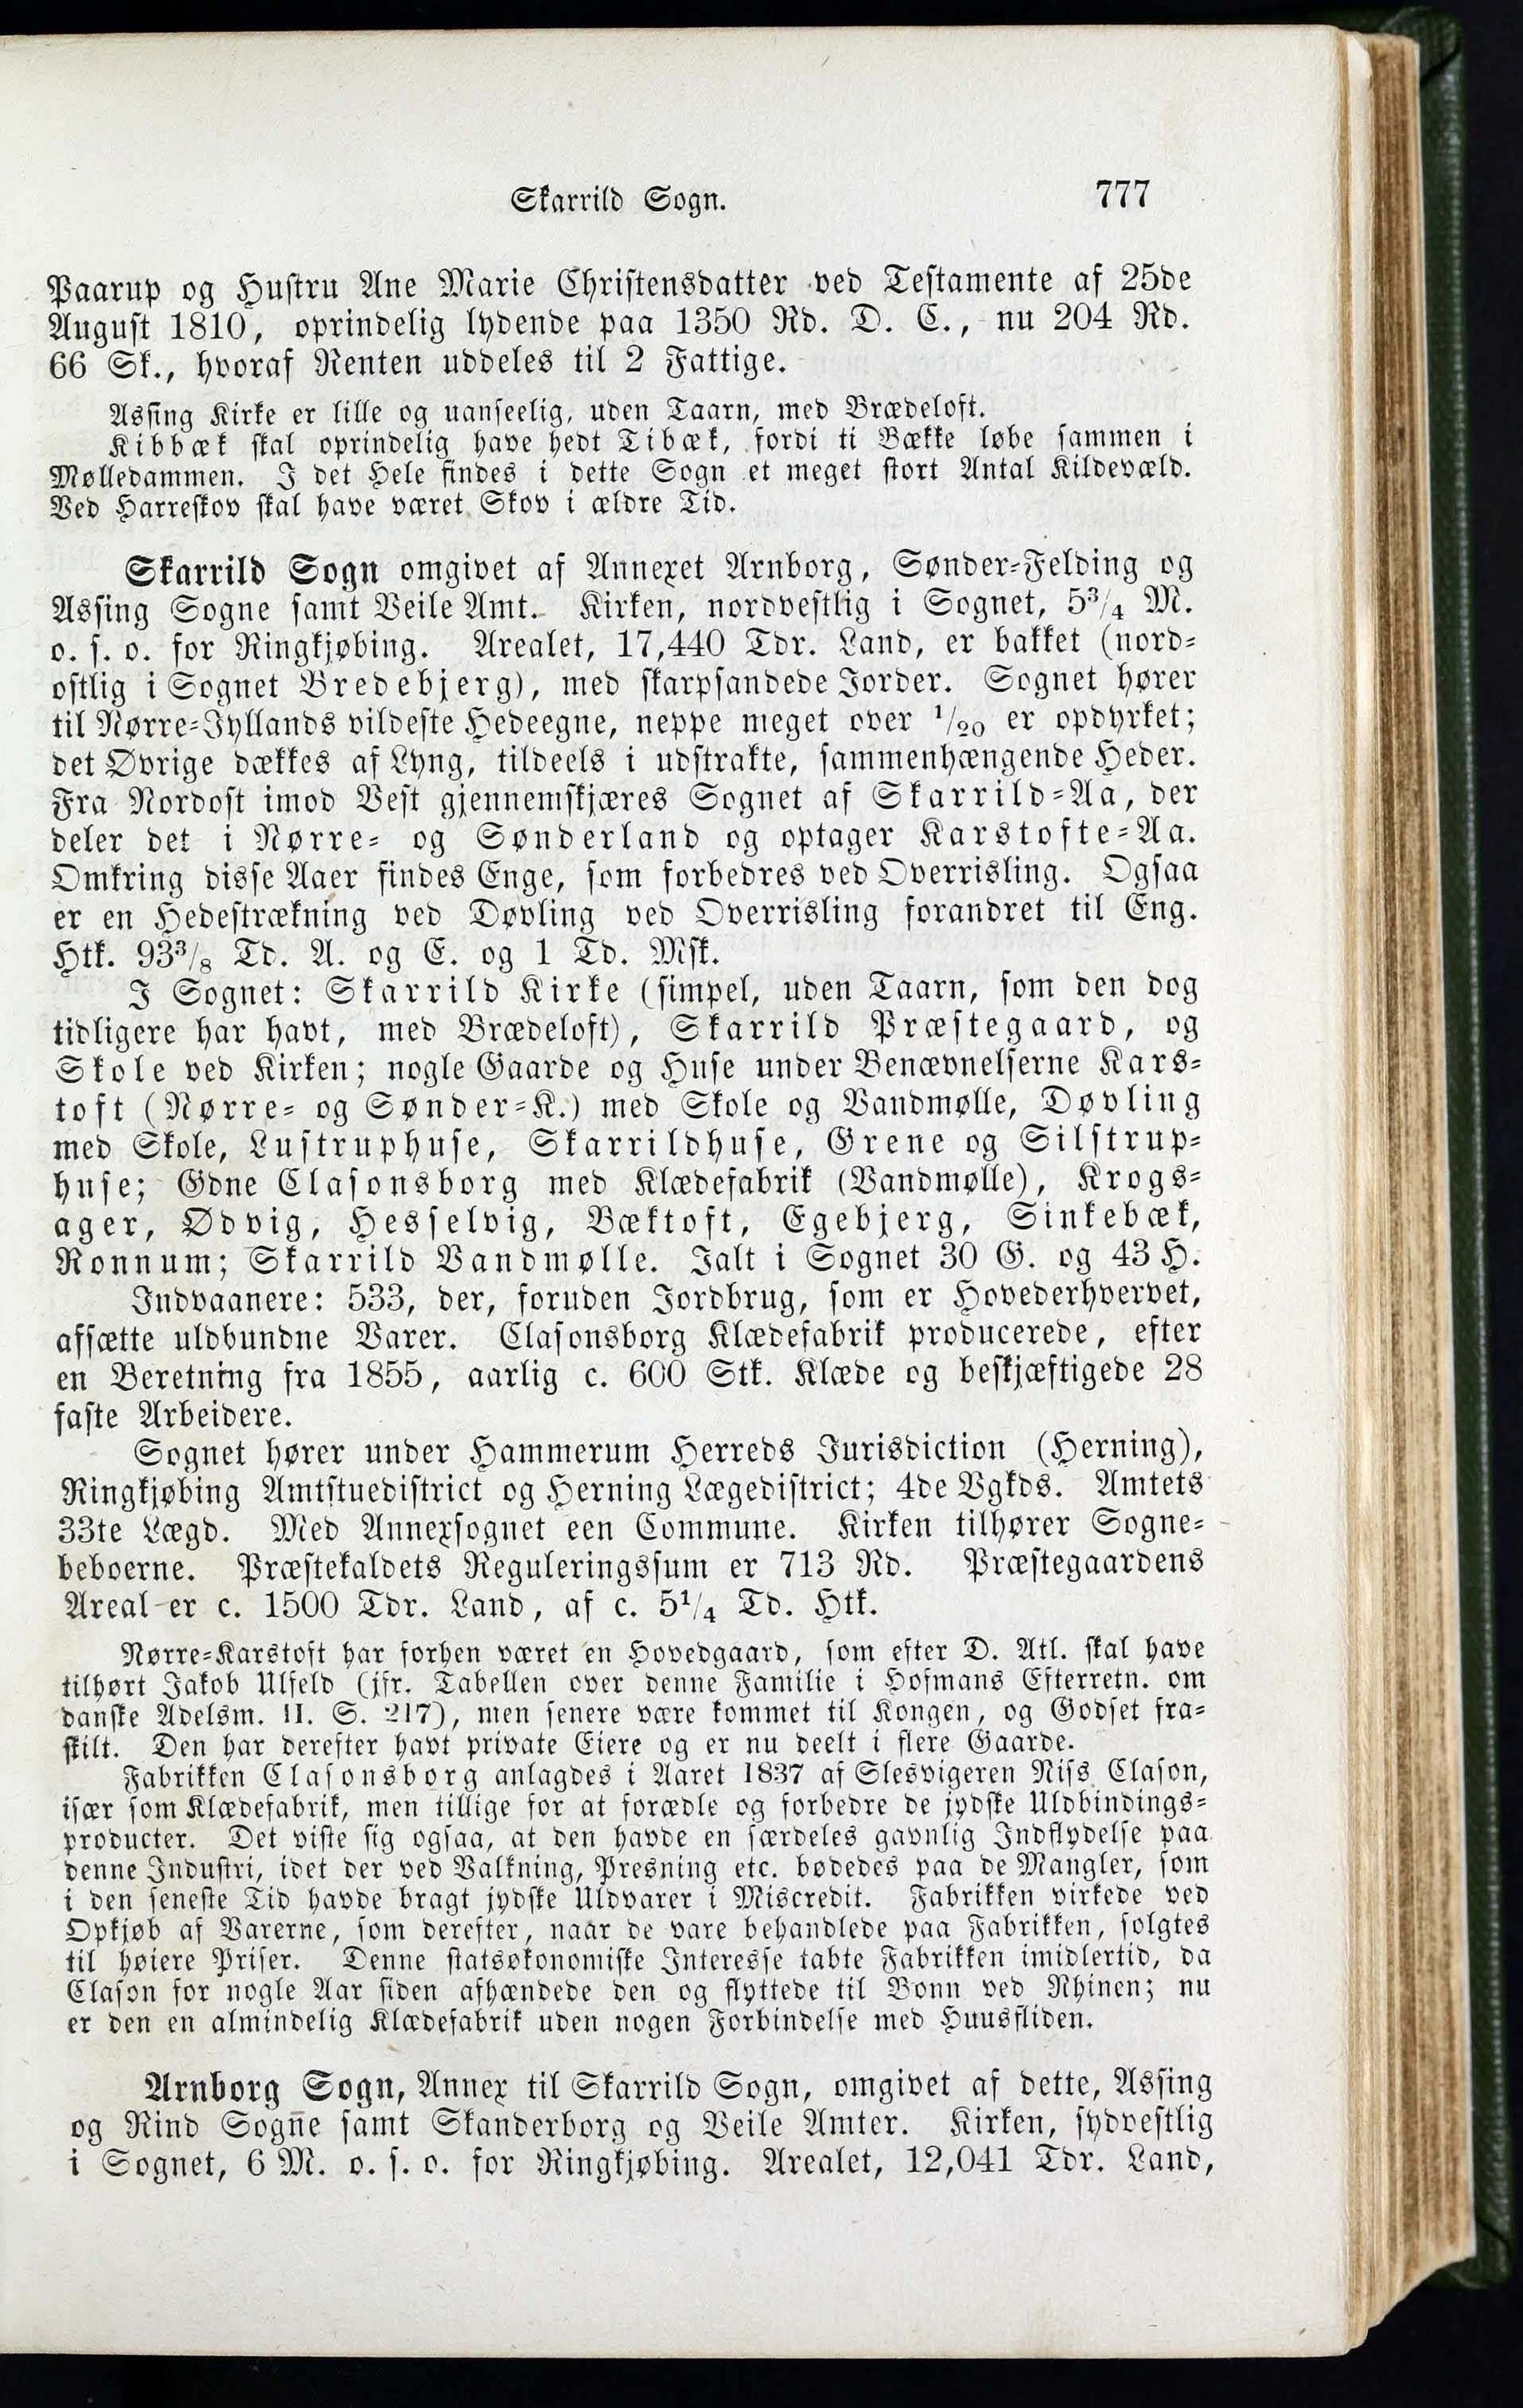 Skarrild Sogn. 777
Paarup og Hustru Ane Marie Christensdatter ved Testamente af 25de
August 1810, oprindelig lydende paa 1350 Rd. D. C., nu 204 Rd.
66 Sk., hvoraf Renten uddeles til 2 Fattige.
Assing Kirke er lille og uanseelig, uden Taarn, med Brædeloft.
Kibbæk skal oprindelig have hedt Tibæk, fordi ti Bække løbe sammen i
Mølledammen. I det Hele findes i dette Sogn et meget stort Antal Kildevæld.
Ved Harreskov skal have været Skov i ældre Tid.
Skarrild Sogn omgivet af Annexet Arnborg, Sønder-Felding og
Assing Sogne samt Veile Amt. Kirken, nordvestlig i Sognet, 5³/₄ M.
o. s. o. for Ringkjøbing. Arealet, 17,440 Tdr. Land, er bakket (nord-
ostlig i Sognet Bredebjerg), med skarpsandede Jorder. Sognet hører
til Nørre-Jyllands vildeste Hedeegne, neppe meget over ¹/₂₀ er opdyrket;
det Øvrige dækkes af Lyng, tildeels i udstrakte, sammenhængende Heder.
Fra Nordost imod Vest gjennemskjæres Sognet af Skarrild-Aa, der
deler det i Nørre- og Sønderland og optager Karstofte-Aa.
Omkring disse Aaer findes Enge, som forbedres ved Overrisling. Ogsaa
er en Hedestrækning ved Døvling ved Overrisling forandret til Eng.
Htk. 93³/₈ Td. A. og E. og 1 Td. Msk.
I Sognet: Skarrild Kirke (simpel, uden Taarn, som den dog
tidligere har havt, med Brædeloft), Skarrild Præstegaard, og
Skole ved Kirken; nogle Gaarde og Huse under Benævnelserne Kars-
toft (Nørre- og Sønder-K.) med Skole og Vandmølle, Døvling
med Skole, Lustruphuse, Skarrildhuse, Grene og Silstrup-
huse; Gdne Clasonsborg med Klædefabrik (Vandmølle), Krogs-
ager, Ødvig, Hesselvig, Bæktoft, Egebjerg, Sinkebæk,
Ronnum; Skarrild Vandmølle. Ialt i Sognet 30 G. og 43 H.
Indvaanere: 533, der, foruden Jordbrug, som er Hovederhvervet,
afsætte uldbundne Varer. Clasonsborg Klædefabrik producerede, efter
en Beretning fra 1855, aarlig c. 600 Stk. Klæde og beskjæftigede 28
faste Arbeidere.
Sognet hører under Hammerum Herreds Jurisdiction (Herning),
Ringkjøbing Amtstuedistrict og Herning Lægedistrict; 4de Vgkds. Amtets
33te Lægd. Med Annexsognet een Commune. Kirken tilhører Sogne-
beboerne. Præstekaldets Reguleringssum er 713 Rd. Præstegaardens
Areal er c. 1500 Tdr. Land, af c. 5¹/₄ Td. Htk.
Nørre-Karstoft har forhen været en Hovedgaard, som efter D. Atl. skal have
tilhørt Jakob Ulfeld (jfr. Tabellen over denne Familie i Hofmans Efterretn. om
danske Adelsm. II. S. 217), men senere være kommet til Kongen, og Godset fra-
skilt. Den har derefter havt private Eiere og er nu deelt i flere Gaarde.
Fabrikken Clasonsborg anlagdes i Aaret 1837 af Slesvigeren Niss Clason,
især som Klædefabrik, men tillige for at forædle og forbedre de jydske Uldbindings-
producter. Det viste sig ogsaa, at den havde en særdeles gavnlig Indflydelse paa
denne Industri, idet der ved Valkning, Presning etc. bødedes paa de Mangler, som
i den seneste Tid havde bragt jydske Uldvarer i Miscredit. Fabrikken virkede ved
Opkjøb af Varerne, som derefter, naar de vare behandlede paa Fabrikken, solgtes
til høiere Priser. Denne statsøkonomiske Interesse tabte Fabrikken imidlertid, da
Clason for nogle Aar siden afhændede den og flyttede til Bonn ved Rhinen; nu
er den en almindelig Klædefabrik uden nogen Forbindelse med Huusfliden.
Arnborg Sogn, Annex til Skarrild Sogn, omgivet af dette, Assing
og Rind Sogn̄e samt Skanderborg og Veile Amter. Kirken, sydvestlig
i Sognet, 6 M. o. s. o. for Ringkjøbing. Arealet, 12,041 Tdr. Land,